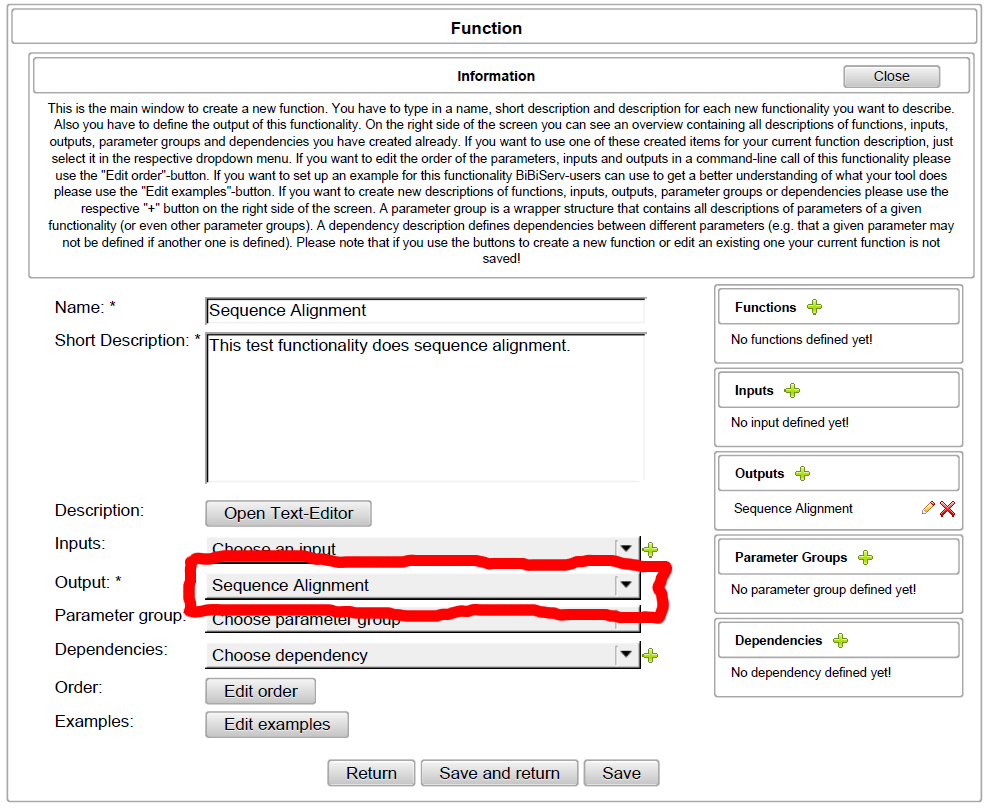 Function
Information
Close
This is the main window to create a new function. You have to type in a name, short description and description for each new functionality you want to describe.
Also you have to define the output of this functionality. On the right side of the screen you can see an overview containing all descriptions of functions, inputs,
outputs, parameter groups and dependencies you have created already. If you want to use one of these created items for your current function description, just
select it in the respective dropdown menu. If you want to edit the order of the parameters, inputs and outputs in a command-line call of this functionality please
use the "Edit order"-button. If you want to set up an example for this functionality BiBiServ-users can use to get a better understanding of what your tool does
please use the "Edit examples"-button. If you want to create new descriptions of functions, inputs, outputs, parameter groups or dependencies please use the
respective "+" button on the right side of the screen. A parameter group is a wrapper structure that contains all descriptions of parameters of a given
functionality (or even other parameter groups). A dependency description defines dependencies between different parameters (e.g. that a given parameter may
not be defined if another one is defined). Please note that if you use the buttons to create a new function or edit an existing one your current function is not
saved!
Name: * Sequence Alignment
Short Description: * This test functionality does sequence alignment.
Description: Open Text-Editor
Inputs: Choose an input
Output: * Sequence Alignment
Parameter group: Choose parameter group
Dependencies: Choose dependency
Order: Edit order
Examples: Edit examples
Return Save and return Save
Functions
No functions defined yet!
Inputs
No input defined yet!
Outputs
Sequence Alignment
Parameter Groups
No parameter group defined yet!
Dependencies
No dependency defined yet!